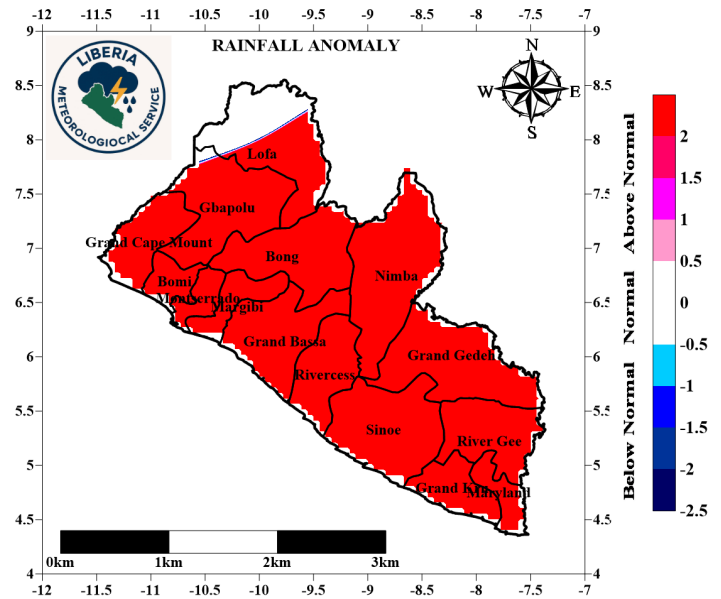 -12 -11.5 -11 -10.5 -10 -9.5 -9 -8.5 -8 -7.5 -7
RAINFALL ANOMALY
LIBERIA
METEOROLOGIOCAL SERVICE
N
W E
S
9
8.5
8
7.5
7
6.5
6
5.5
5
4.5
4
9
8.5
8
7.5
7
6.5
6
5.5
5
4.5
4
Lofa
Gbapolu
Grand Cape Mount
Bong
Nimba
Bomi
Montserrado
Margibi
Grand Bassa
Grand Gedeh
Rivercess
Sinoe
River Gee
Grand Kru
Maryland
0km 1km 2km 3km
-12 -11.5 -11 -10.5 -10 -9.5 -9 -8.5 -8 -7.5 -7
Above Normal
Normal
Below Normal
2
1
0.5
0
-0.5
-1
-1.5
-2
-2.5